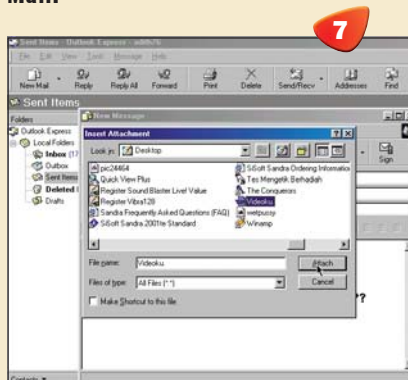 7
Sent Items - Outlook Express - 
File Edit View Tools Message Help
New Mail Reply Reply All Forward Print Delete Send/Recv Addresses Find
Sent Items
Folders
New Message
Outlook Express
Insert Attachment
Local Folders
Look in: Desktop
Inbox (17
Outbox
Sent Items
Deleted
Drafts
Sign
pic24464
Quick View Plus
Register Sound Blaster Live! Value
Register Vibra128
Sandra Frequently Asked Questions (FAQ)
SiSoft Sandra 2001te Standard
SiSoft Sandra Ordering Informatio
Tes Mengetik Berhadiah
The Conquerors
Videoku
wetpussy
Winamp
File name: Videoku
Attach
Files of type: All Files (*.*)
Cancel
Make Shortcut to this file
??
Contacts